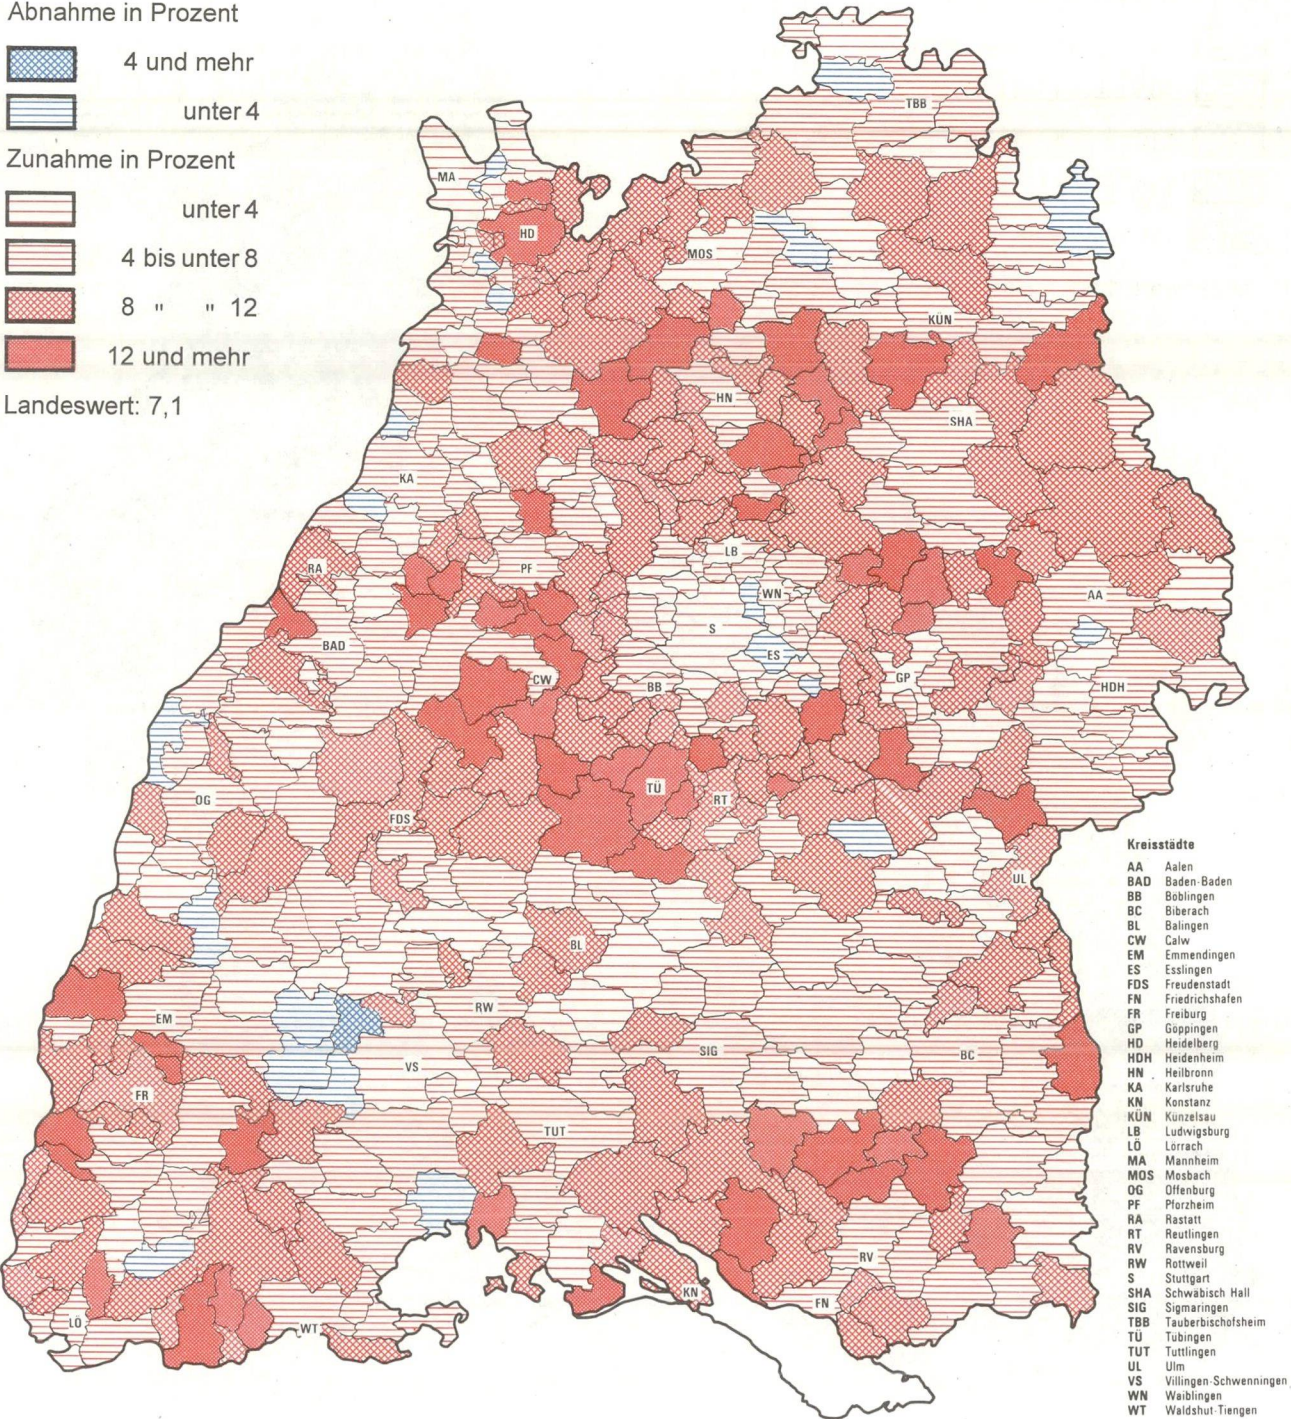 Abnahme in Prozent
4 und mehr
unter 4
Zunahme in Prozent
unter 4
4 bis unter 8
8 " " 12
12 und mehr
Landeswert: 7,1
TBB
MA
HD
MOS
KÜN
HN
SHA
KA
LB
RA
PF
WN
AA
S
BAD
ES
GP
CW
BB
HDH
TÜ
RT
OG
FDS
UL
BL
RW
EM
SIG
BC
VS
FR
TUT
RV
KN
FN
LÖ
WT
Kreisstädte
AA Aalen
BAD Baden-Baden
BB Böblingen
BC Biberach
BL Balingen
CW Calw
EM Emmendingen
ES Esslingen
FDS Freudenstadt
FN Friedrichshafen
FR Freiburg
GP Göppingen
HD Heidelberg
HDH Heidenheim
HN Heilbronn
KA Karlsruhe
KN Konstanz
KÜN Künzelsau
LB Ludwigsburg
LÖ Lörrach
MA Mannheim
MOS Mosbach
OG Offenburg
PF Pforzheim
RA Rastatt
RT Reutlingen
RV Ravensburg
RW Rottweil
S Stuttgart
SHA Schwäbisch Hall
SIG Sigmaringen
TBB Tauberbischofsheim
TÜ Tübingen
TUT Tuttlingen
UL Ulm
VS Villingen-Schwenningen
WN Waiblingen
WT Waldshut-Tiengen